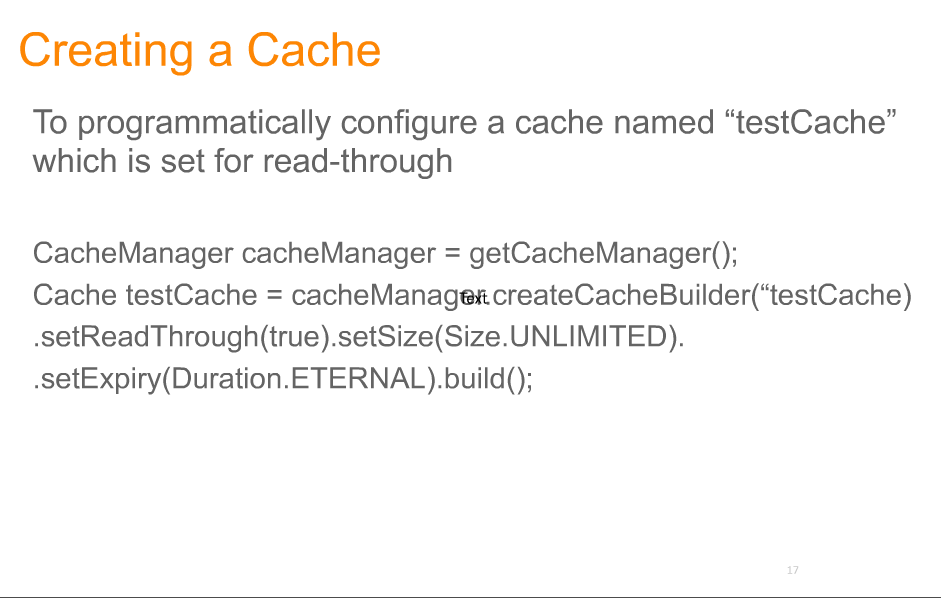 Creating a Cache
To programmatically configure a cache named “testCache”
which is set for read-through
CacheManager cacheManager = getCacheManager();
Cache testCache = cacheManager.createCacheBuilder(“testCache)
Text
.setReadThrough(true).setSize(Size.UNLIMITED).
.setExpiry(Duration.ETERNAL).build();
17